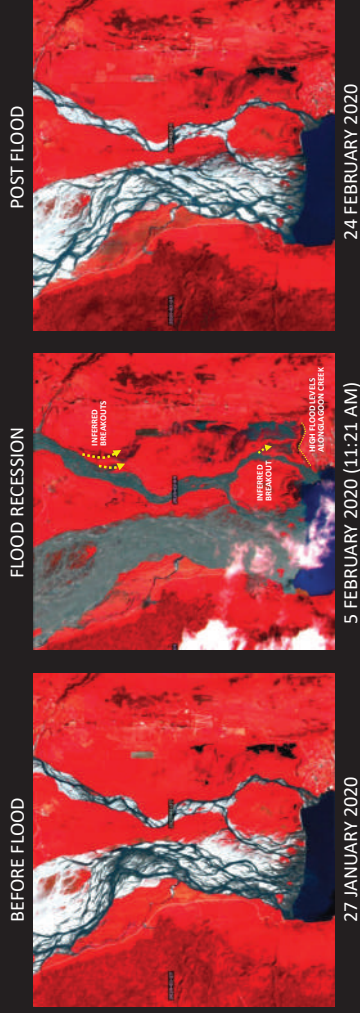 BEFORE FLOOD
27 JANUARY 2020
FLOOD RECESSION
INFERRED
BREAKOUTS
INFERRED
BREAKOUT
HIGH FLOOD LEVELS
ALONGLAGOON CREEK
5 FEBRUARY 2020 (11:21 AM)
POST FLOOD
24 FEBRUARY 2020